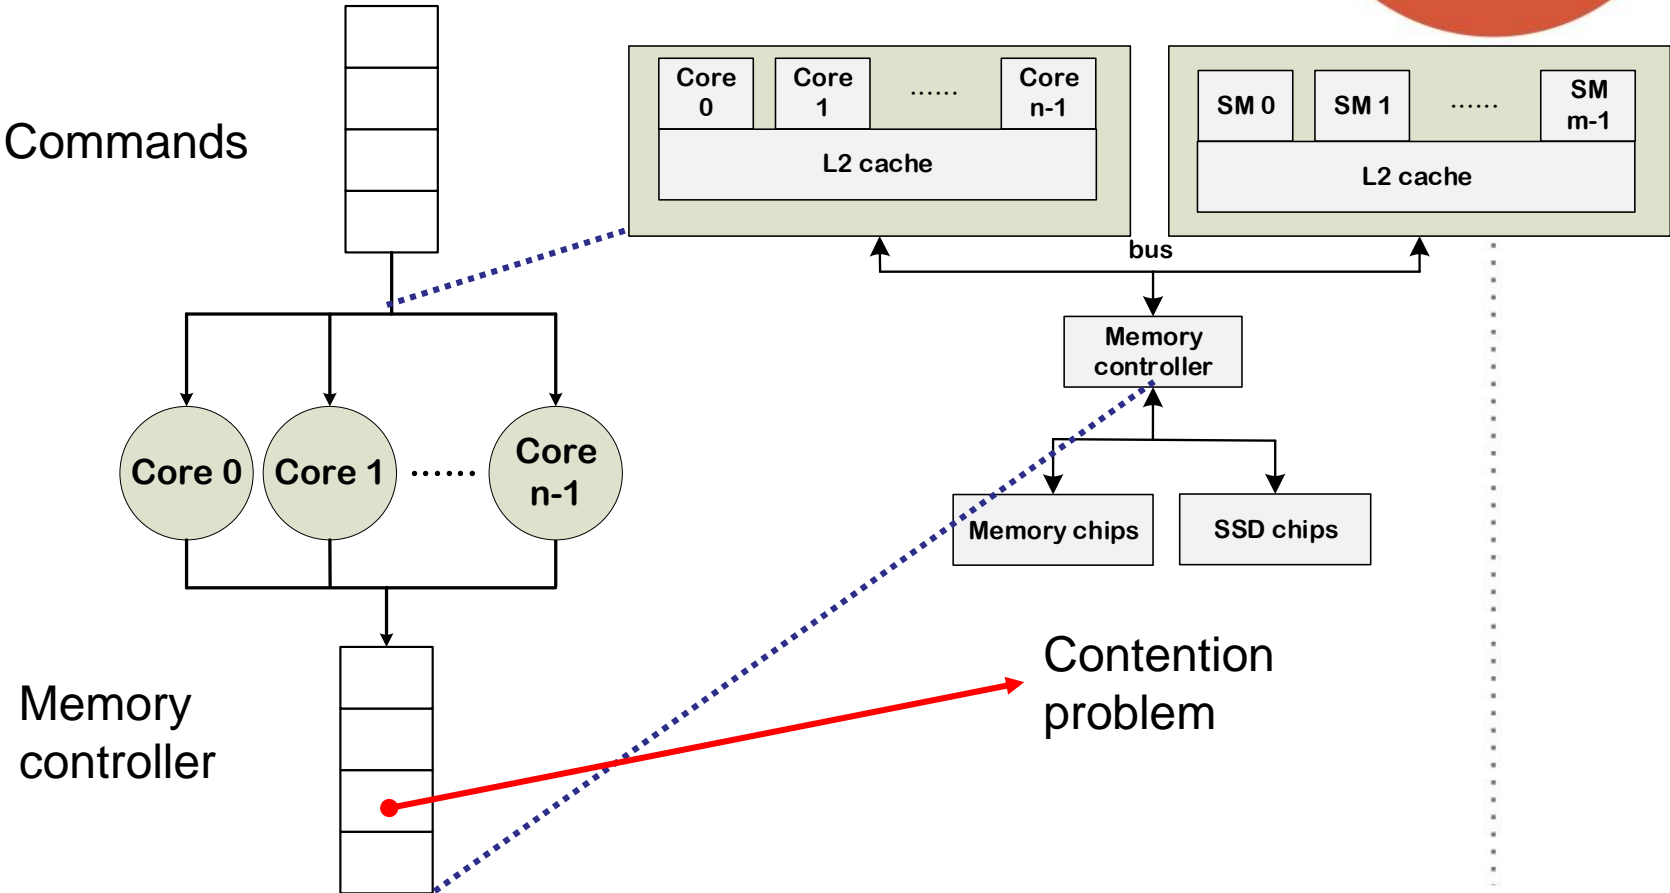 Commands
Core 0
Core 1
......
Core
n-1
Memory
controller
Core
0
Core
1
......
Core
n-1
L2 cache
SM 0
SM 1
......
SM
m-1
L2 cache
bus
Memory
controller
Memory chips
SSD chips
Contention
problem